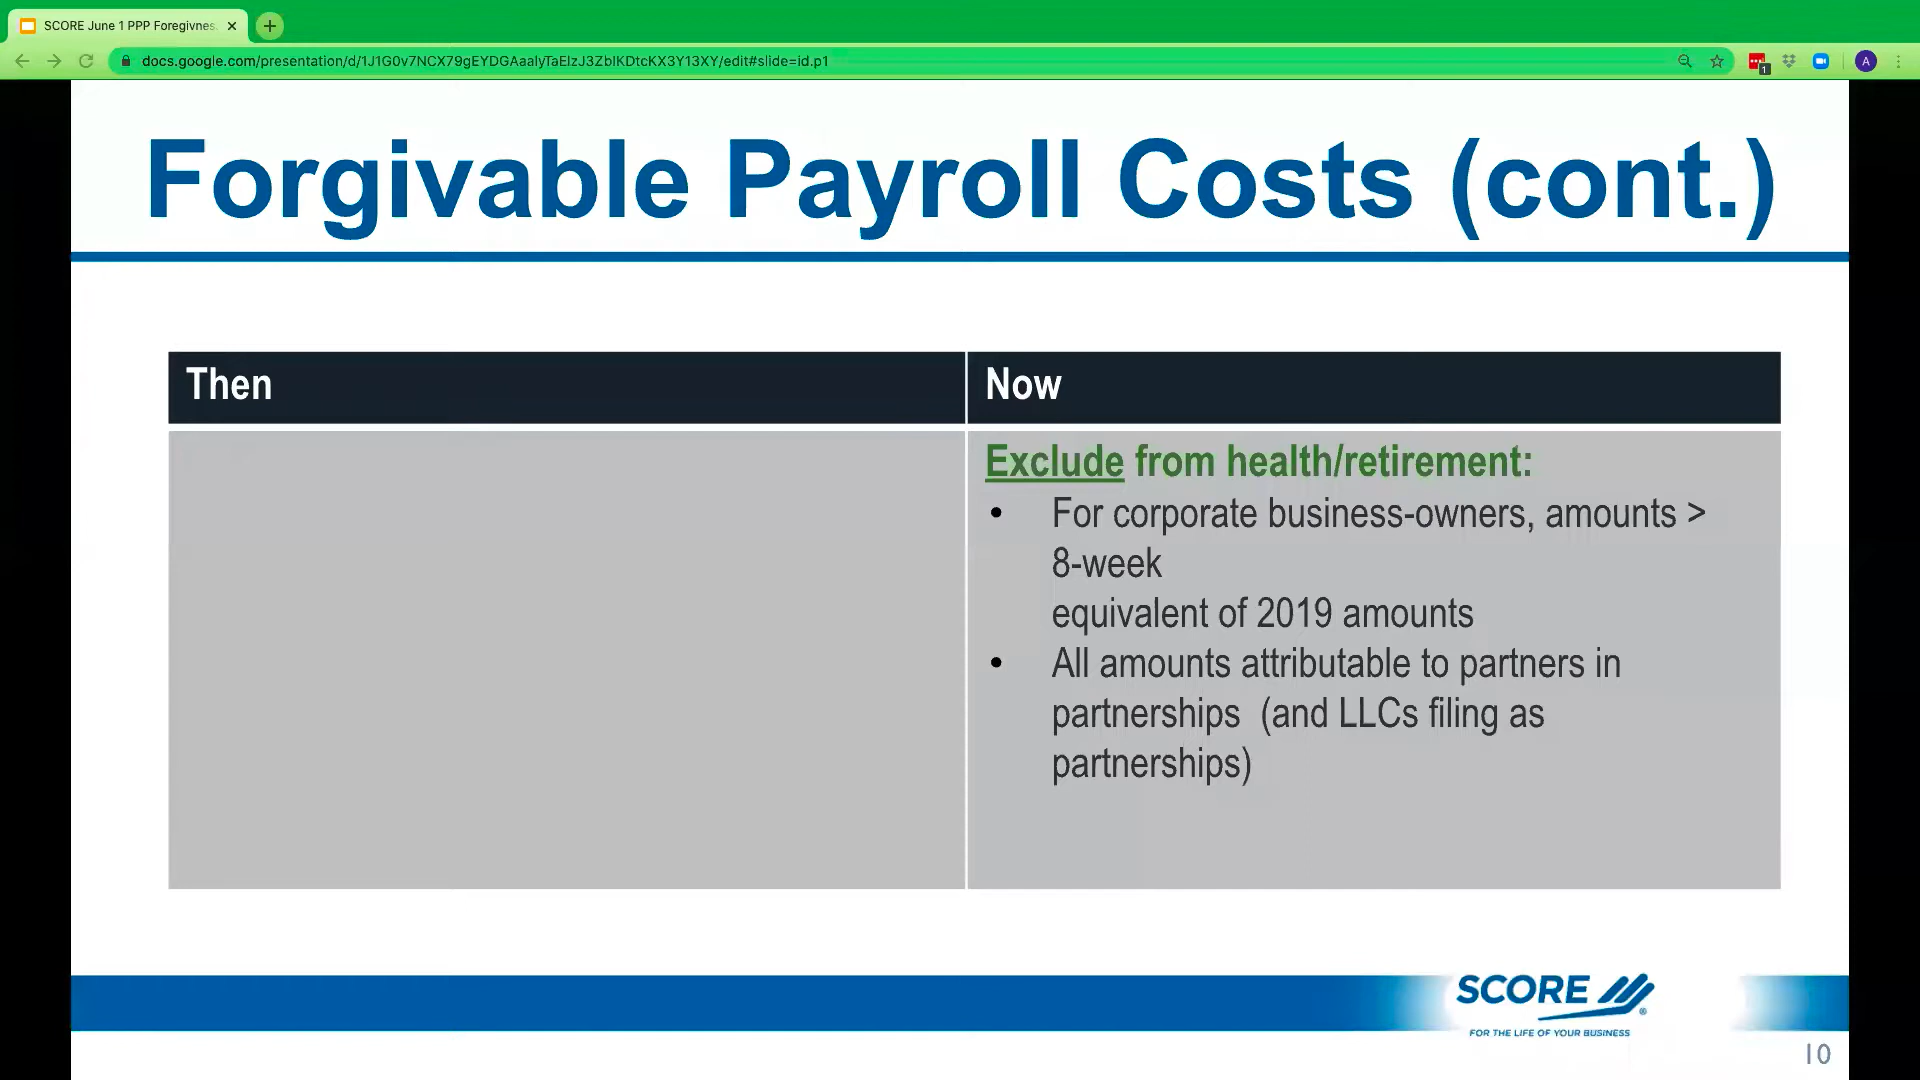 SCORE June 1 PPP Foregivnes
docs.google.com/presentation/d/1J1G0v7NCX79gEYDGAaalyTaElzJ3ZbIKDtcKX3Y13XY/edit#slide=id.p1
1
A
Forgivable Payroll Costs (cont.)
Then
Now
Exclude from health/retirement:
• For corporate business-owners, amounts >
8-week
equivalent of 2019 amounts
• All amounts attributable to partners in
partnerships (and LLCs filing as
partnerships)
SCORE
FOR THE LIFE OF YOUR BUSINESS
10